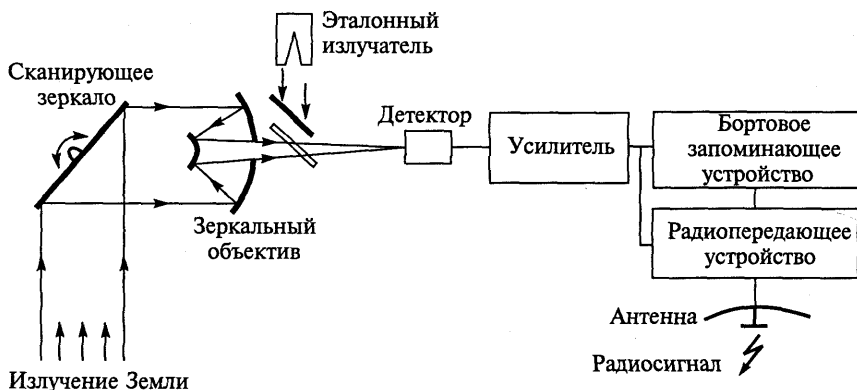 Эталонный
излучатель
Сканирующее
зеркало
Детектор
Усилитель
Бортовое
запоминающее
устройство
Зеркальный
объектив
Радиопередающее
устройство
Антенна
Радиосигнал
Излучение Земли